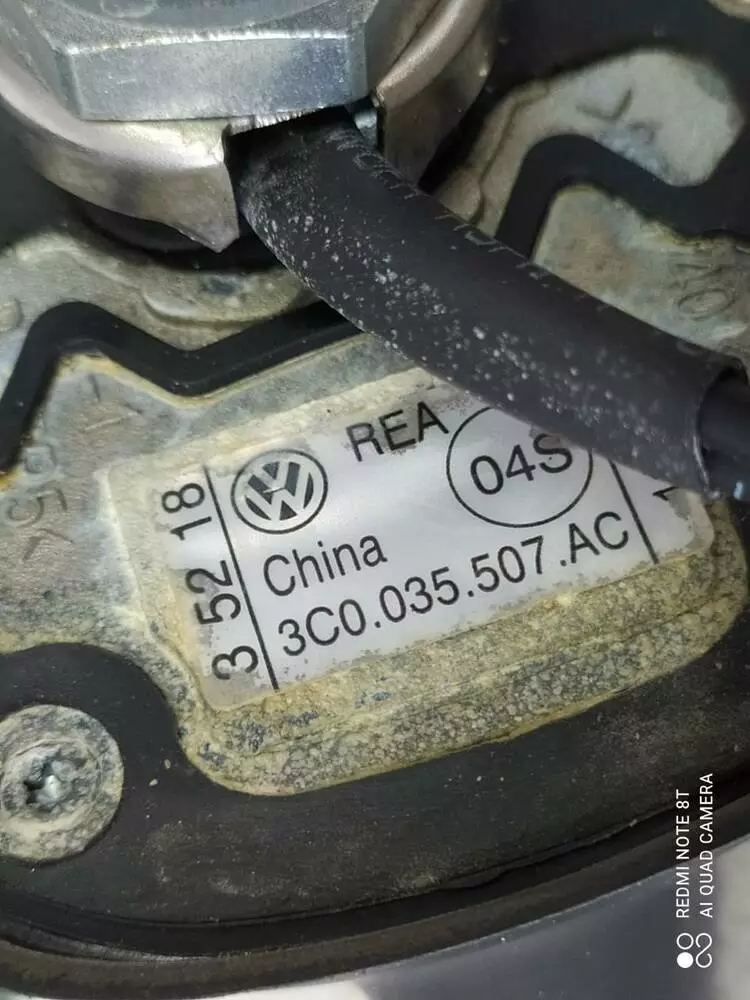 REA
04S
China
3C0.035.507.AC
3 52 18
REDMI NOTE 8T
AI QUAD CAMERA